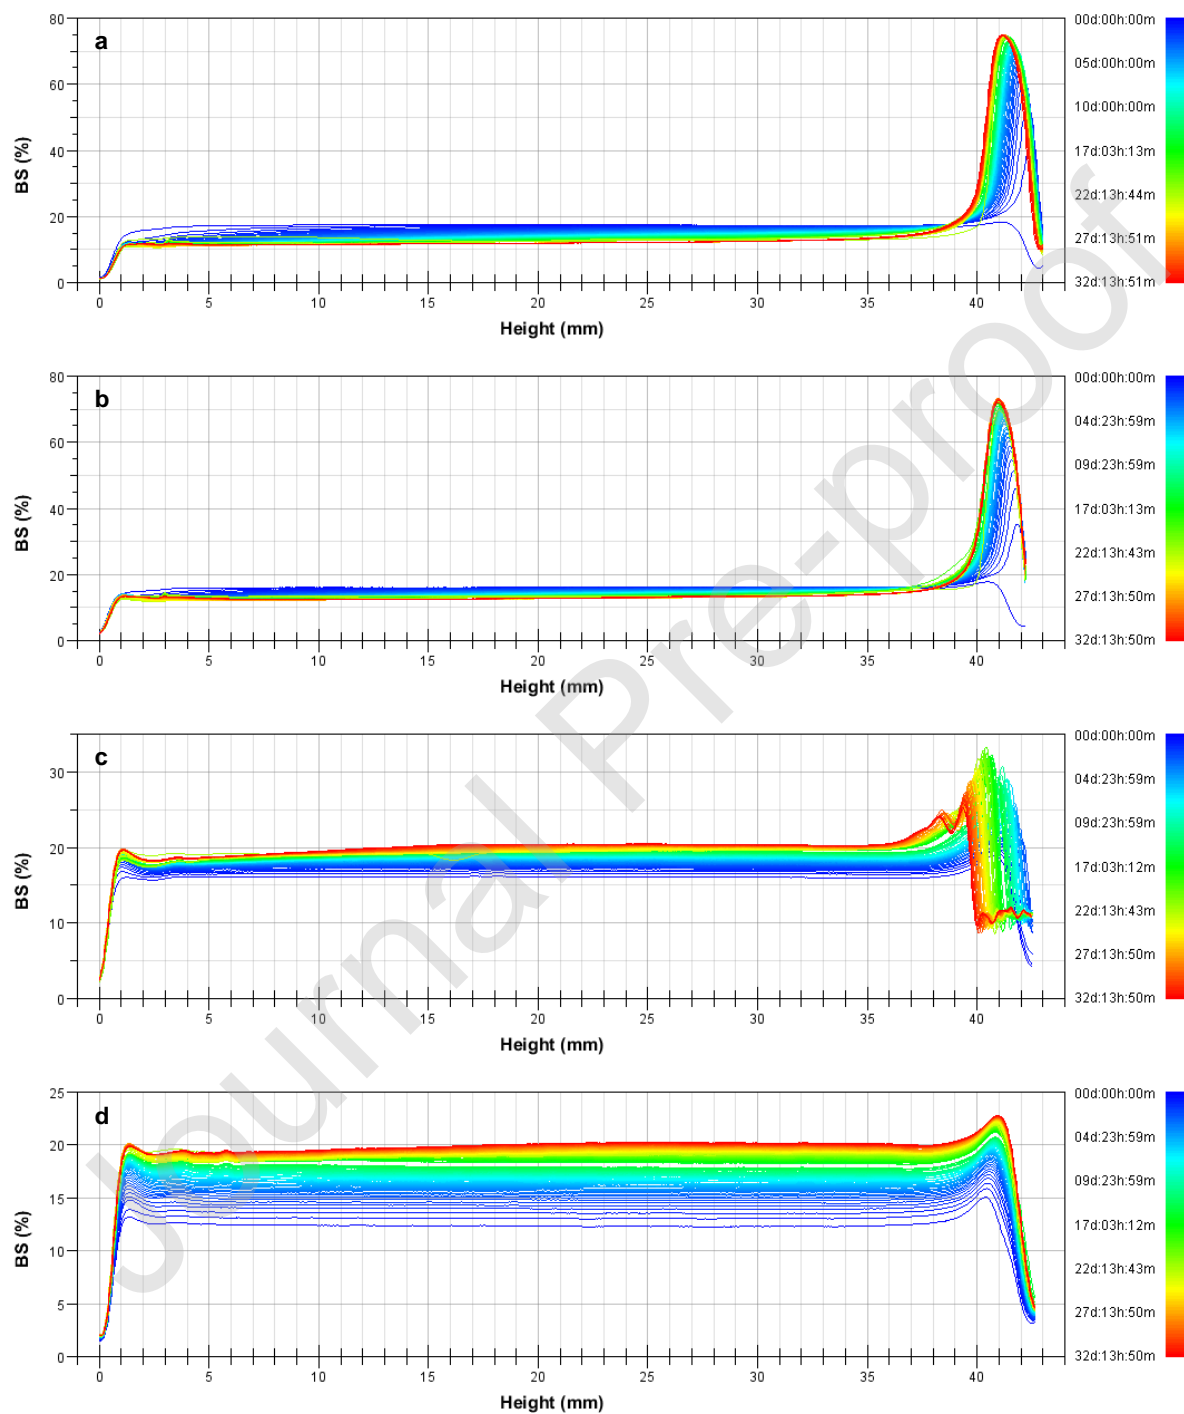 a
80
60
40
20
0
BS (%)
0 5 10 15 20 25 30 35 40
Height (mm)
00d:00h:00m
05d:00h:00m
10d:00h:00m
17d:03h:13m
22d:13h:44m
27d:13h:51m
32d:13h:51m
b
80
60
40
20
0
BS (%)
0 5 10 15 20 25 30 35 40
Height (mm)
00d:00h:00m
04d:23h:59m
09d:23h:59m
17d:03h:13m
22d:13h:43m
27d:13h:50m
32d:13h:50m
c
30
20
10
0
BS (%)
0 5 10 15 20 25 30 35 40
Height (mm)
00d:00h:00m
04d:23h:59m
09d:23h:59m
17d:03h:12m
22d:13h:43m
27d:13h:50m
32d:13h:50m
d
25
20
15
10
5
0
BS (%)
0 5 10 15 20 25 30 35 40
Height (mm)
00d:00h:00m
04d:23h:59m
09d:23h:59m
17d:03h:12m
22d:13h:43m
27d:13h:50m
32d:13h:50m
Journal Pre-proof